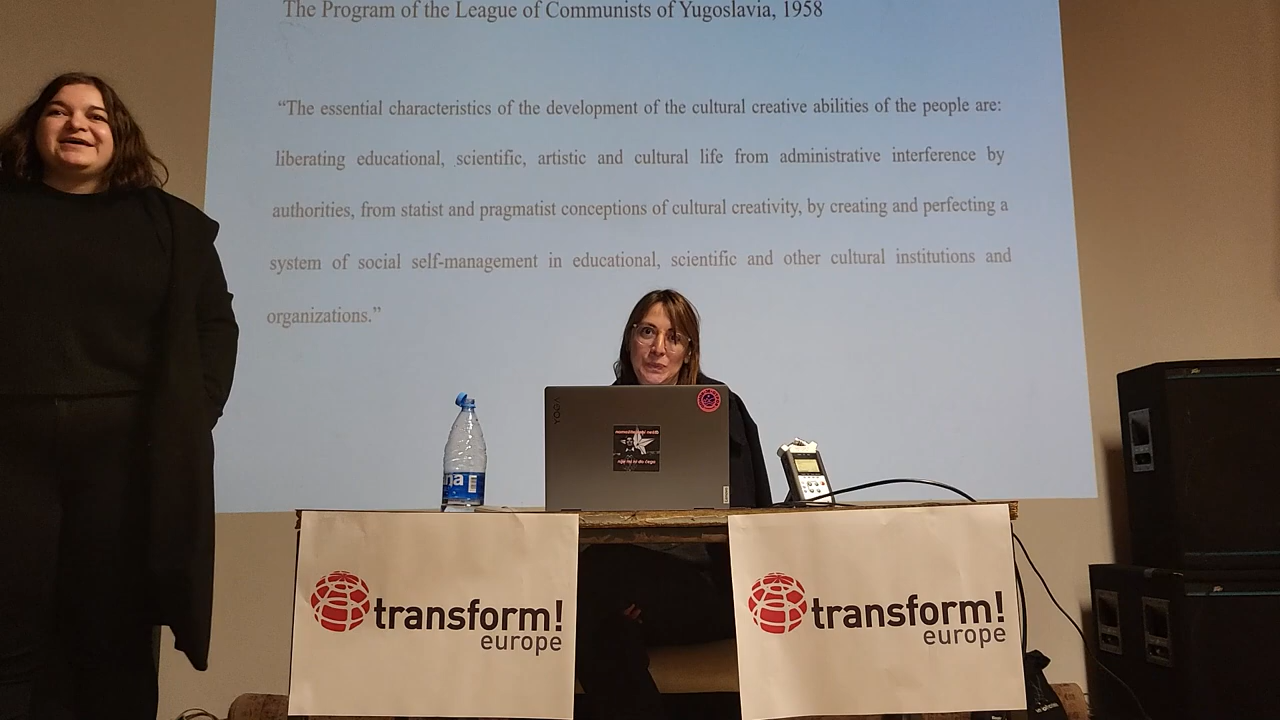 The Program of the League of Communists of Yugoslavia, 1958
“The essential characteristics of the development of the cultural creative abilities of the people are:
liberating educational, scientific, artistic and cultural life from administrative interference by
authorities, from statist and pragmatist conceptions of cultural creativity, by creating and perfecting a
system of social self-management in educational, scientific and other cultural institutions and
organizations.”
YOGA
transform!
europe
transform!
europe